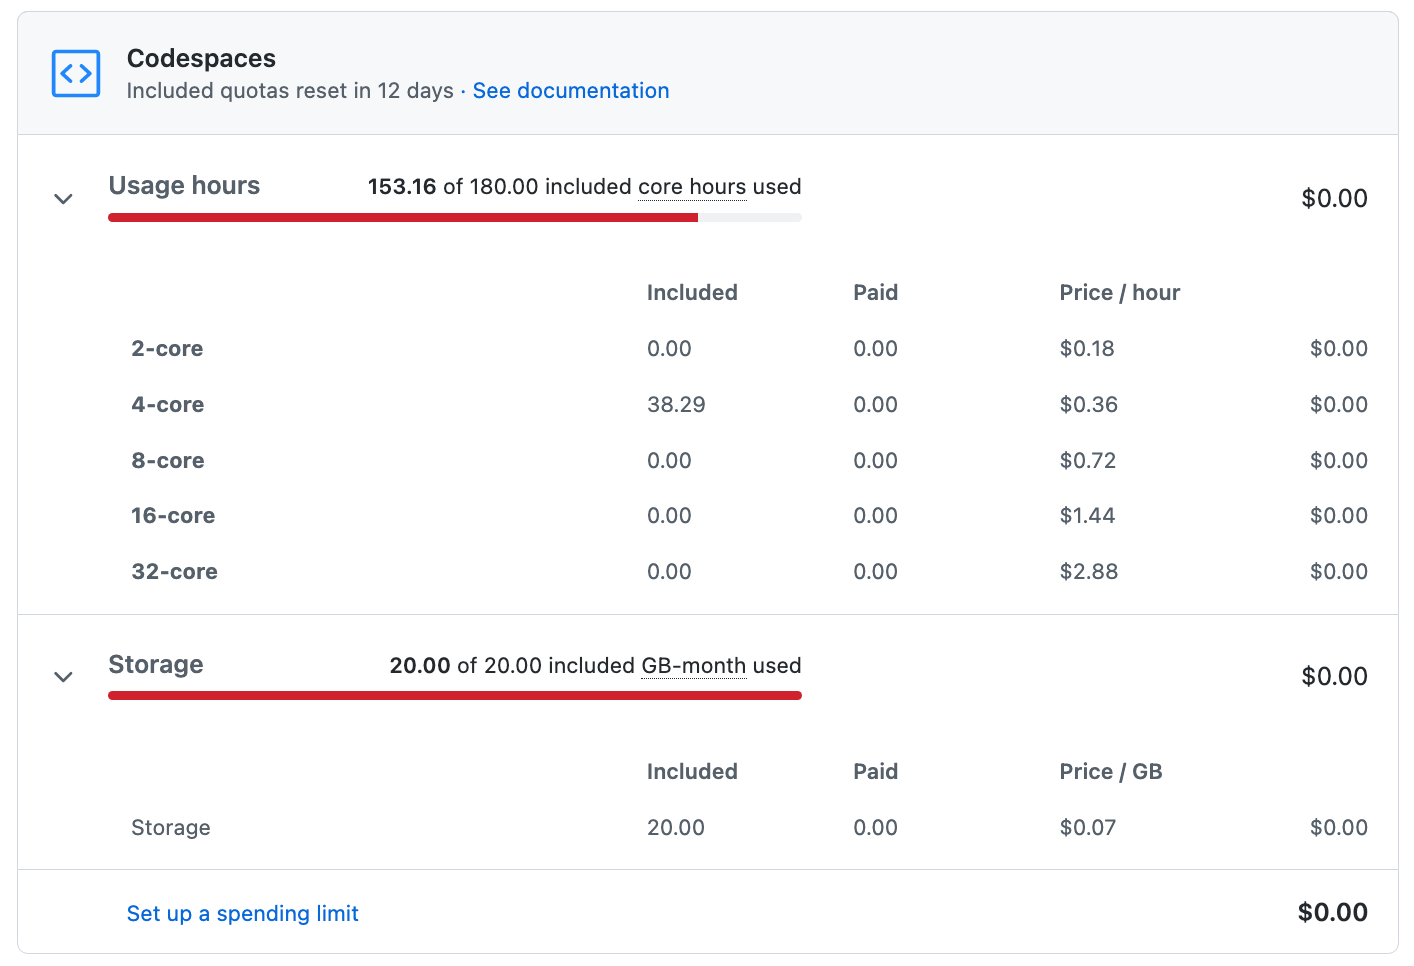 Codespaces
Included quotas reset in 12 days · See documentation
Usage hours 153.16 of 180.00 included core hours used $0.00
Included Paid Price / hour
2-core 0.00 0.00 $0.18 $0.00
4-core 38.29 0.00 $0.36 $0.00
8-core 0.00 0.00 $0.72 $0.00
16-core 0.00 0.00 $1.44 $0.00
32-core 0.00 0.00 $2.88 $0.00
Storage 20.00 of 20.00 included GB-month used $0.00
Included Paid Price / GB
Storage 20.00 0.00 $0.07 $0.00
Set up a spending limit $0.00